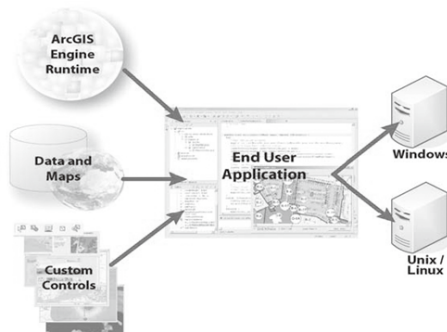 ArcGIS
Engine
Runtime
Data and
Maps
Custom
Controls
End User
Application
Windows
Unix /
Linux